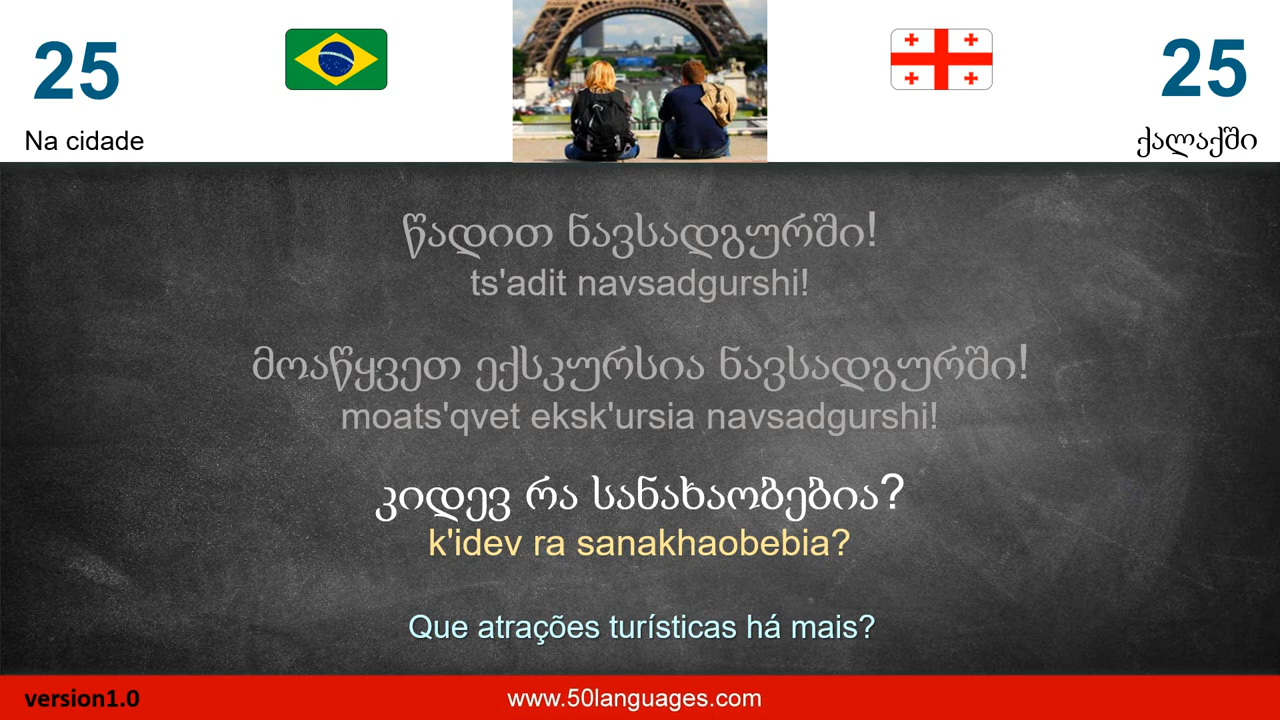 25
25
Na cidade
ქალაქში
წადით ნავსადგურში!
ts'adit navsadgurshi!
მოაწყვეთ ექსკურსია ნავსადგურში!
moats'qvet eksk'ursia navsadgurshi!
კიდევ რა სანახაობებია?
k'idev ra sanakhaobebia?
Que atrações turísticas há mais?
version1.0
www.50languages.com